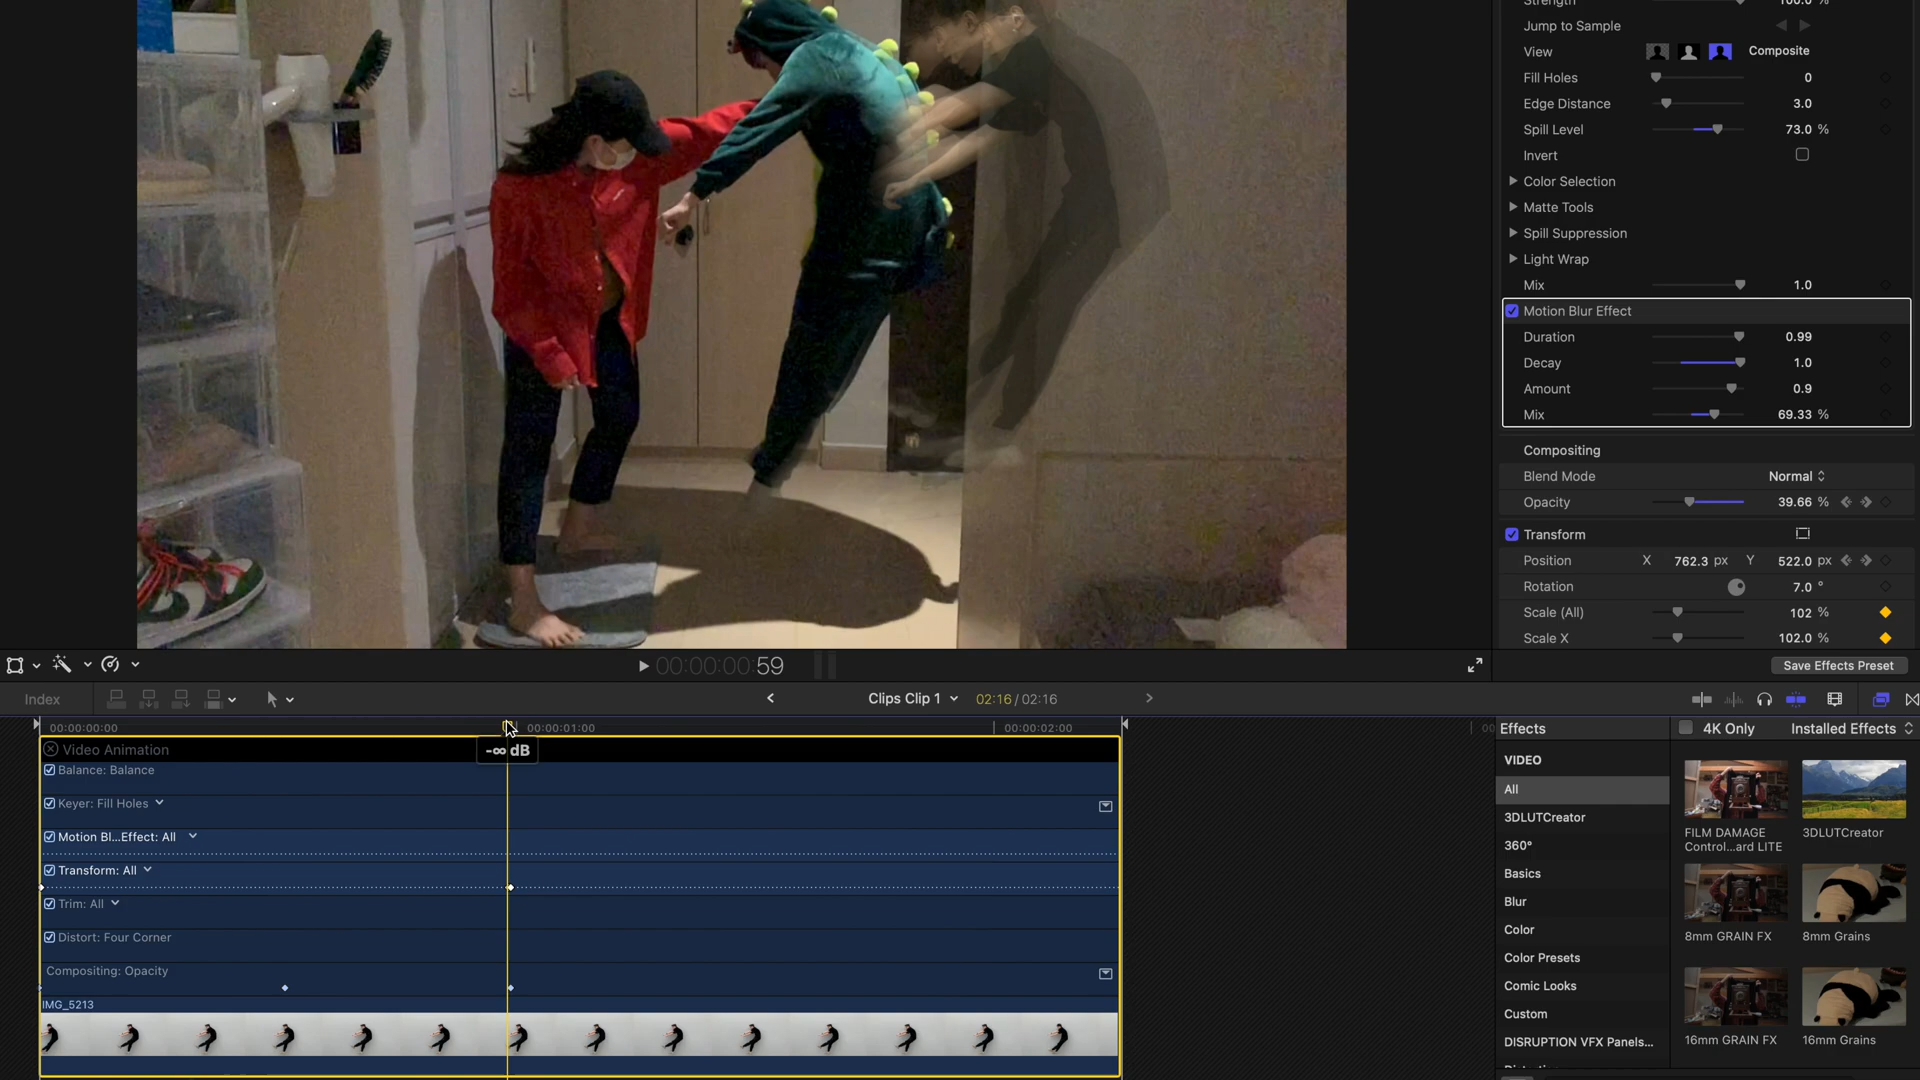 100.0 %
Jump to Sample
View Composite
Fill Holes 0
Edge Distance 3.0
Spill Level 73.0 %
Invert
Color Selection
Matte Tools
Spill Suppression
Light Wrap
Mix 1.0
Motion Blur Effect
Duration 0.99
Decay 1.0
Amount 0.9
Mix 69.33 %
Compositing
Blend Mode Normal
Opacity 39.66 %
Transform
Position X 762.3 px Y 522.0 px
Rotation 7.0 °
Scale (All) 102 %
Scale X 102.0 %
00:00:00:59
Save Effects Preset
Index
Clips Clip 1 02:16 / 02:16
00:00:00:00 00:00:01:00 00:00:02:00 00
Video Animation
-∞ dB
Balance: Balance
Keyer: Fill Holes
Motion Bl...Effect: All
Transform: All
Trim: All
Distort: Four Corner
Compositing: Opacity
IMG_5213
Effects 4K Only Installed Effects
VIDEO
All
3DLUTCreator
360°
Basics
Blur
Color
Color Presets
Comic Looks
Custom
DISRUPTION VFX Panels...
FILM DAMAGE
Control...ard LITE
3DLUTCreator
8mm GRAIN FX
8mm Grains
16mm GRAIN FX
16mm Grains